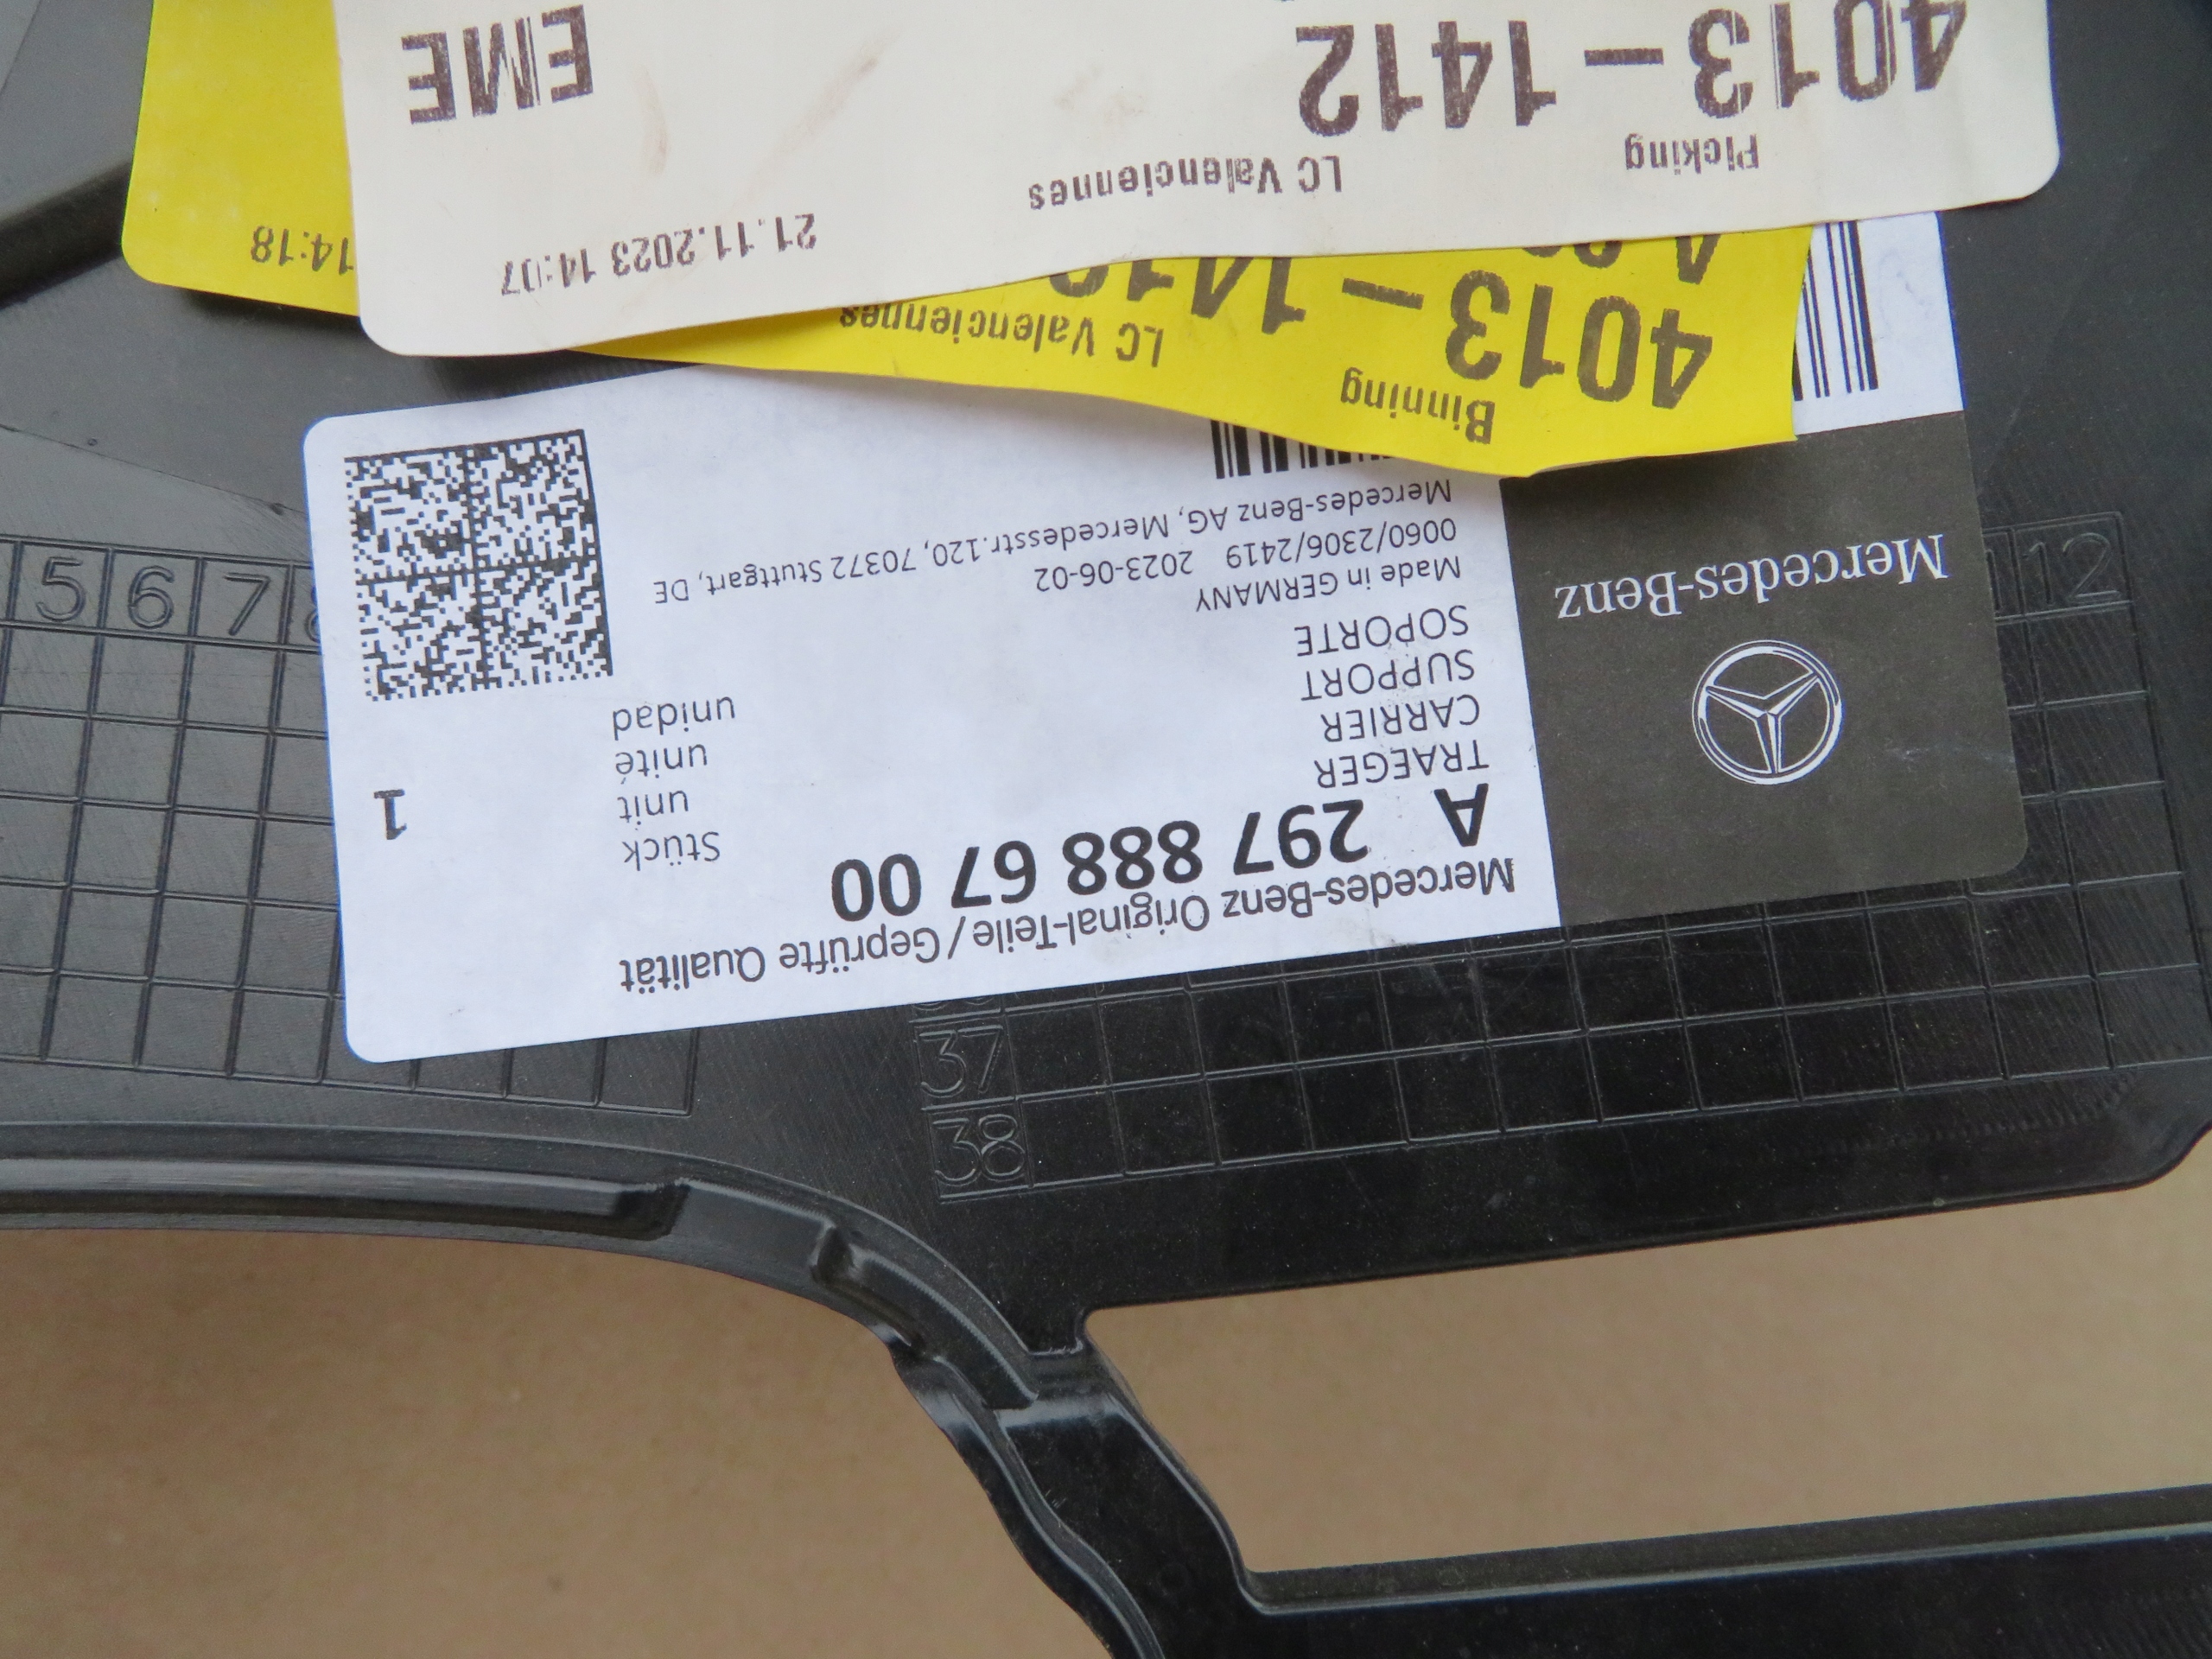 Mercedes-Benz
Mercedes-Benz Original-Teile/Geprüfte Qualität
A 297 888 67 00
TRAEGER
CARRIER
SUPPORT
SOPORTE
Stück
unit
unité
unidad
1
Made in GERMANY
0060/2306/2419 2023-06-02
Mercedes-Benz AG, Mercedesstr.120, 70372 Stuttgart, DE
Binning
LC Valenciennes
14:18
4013-141
Picking
LC Valenciennes
21.11.2023 14:07
4013-1412
EME
5 6 7
12
37
38